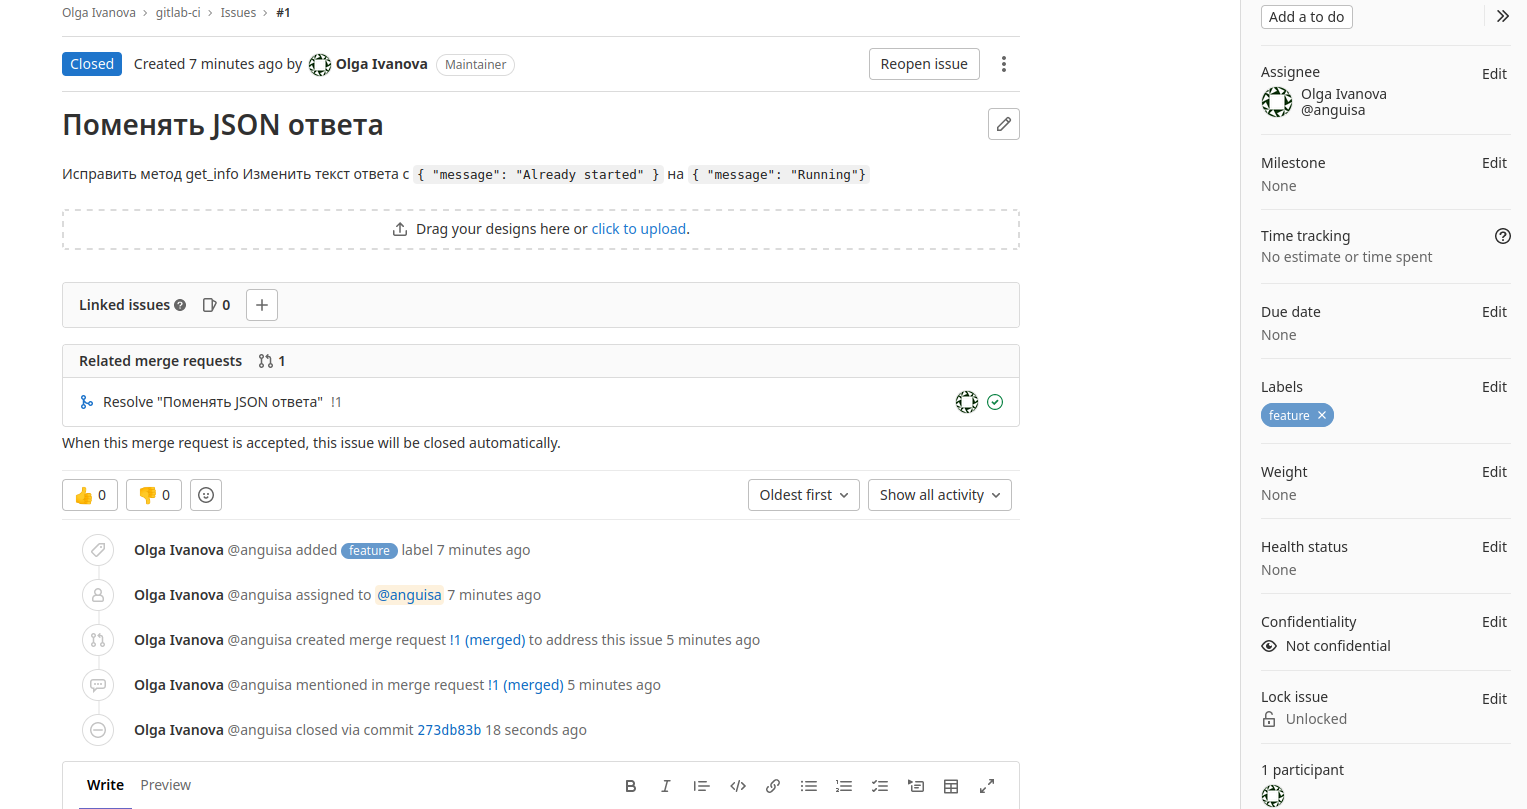 Olga Ivanova › gitlab-ci › Issues › #1
Closed Created 7 minutes ago by Olga Ivanova Maintainer Reopen issue
Поменять JSON ответа
Исправить метод get_info Изменить текст ответа с { "message": "Already started" } на { "message": "Running"}
Drag your designs here or click to upload.
Linked issues 0
Related merge requests 1
Resolve "Поменять JSON ответа" !1
When this merge request is accepted, this issue will be closed automatically.
0 0 Oldest first Show all activity
Olga Ivanova @anguisa added feature label 7 minutes ago
Olga Ivanova @anguisa assigned to @anguisa 7 minutes ago
Olga Ivanova @anguisa created merge request !1 (merged) to address this issue 5 minutes ago
Olga Ivanova @anguisa mentioned in merge request !1 (merged) 5 minutes ago
Olga Ivanova @anguisa closed via commit 273db83b 18 seconds ago
Write Preview
Add a to do
Assignee Edit
Olga Ivanova
@anguisa
Milestone Edit
None
Time tracking
No estimate or time spent
Due date Edit
None
Labels Edit
feature
Weight Edit
None
Health status Edit
None
Confidentiality Edit
Not confidential
Lock issue Edit
Unlocked
1 participant